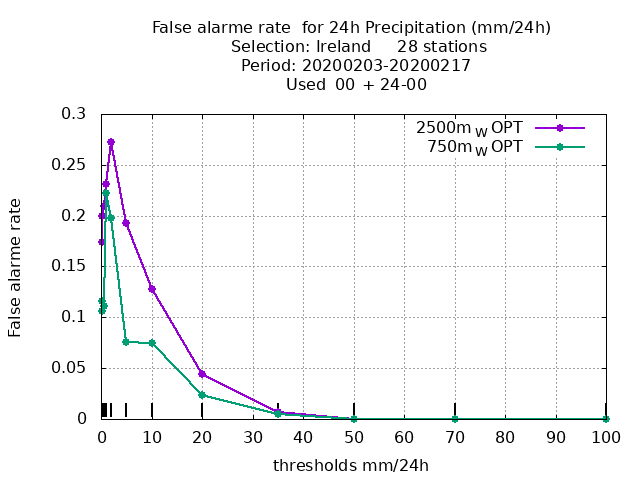 False alarme rate  for 24h Precipitation (mm/24h)
Selection: Ireland     28 stations
Period: 20200203-20200217
Used  00  + 24-00
0.3
2500m W OPT
750m W OPT
0.25
0.2
0.15
0.1
0.05
0
False alarme rate
0 10 20 30 40 50 60 70 80 90 100
thresholds mm/24h